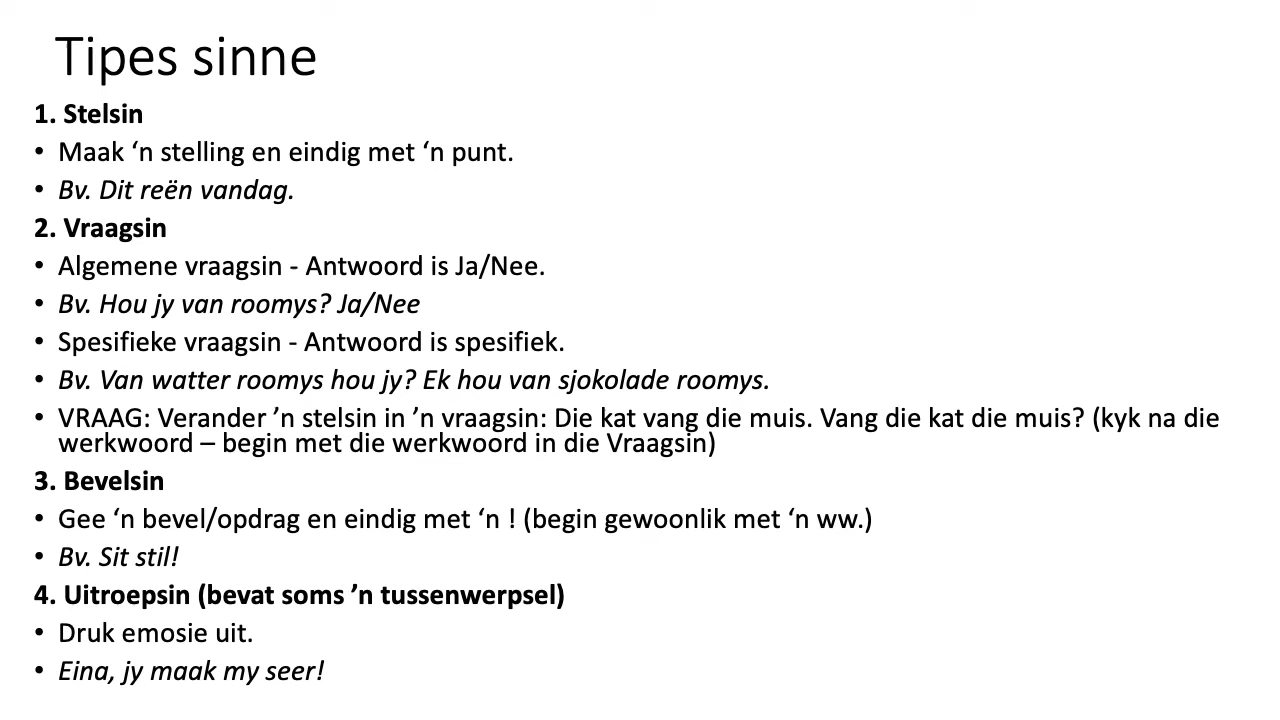 Tipes sinne
1. Stelsin
• Maak ‘n stelling en eindig met ‘n punt.
• Bv. Dit reën vandag.
2. Vraagsin
• Algemene vraagsin - Antwoord is Ja/Nee.
• Bv. Hou jy van roomys? Ja/Nee
• Spesifieke vraagsin - Antwoord is spesifiek.
• Bv. Van watter roomys hou jy? Ek hou van sjokolade roomys.
• VRAAG: Verander ’n stelsin in ’n vraagsin: Die kat vang die muis. Vang die kat die muis? (kyk na die
werkwoord – begin met die werkwoord in die Vraagsin)
3. Bevelsin
• Gee ‘n bevel/opdrag en eindig met ‘n ! (begin gewoonlik met ‘n ww.)
• Bv. Sit stil!
4. Uitroepsin (bevat soms ’n tussenwerpsel)
• Druk emosie uit.
• Eina, jy maak my seer!